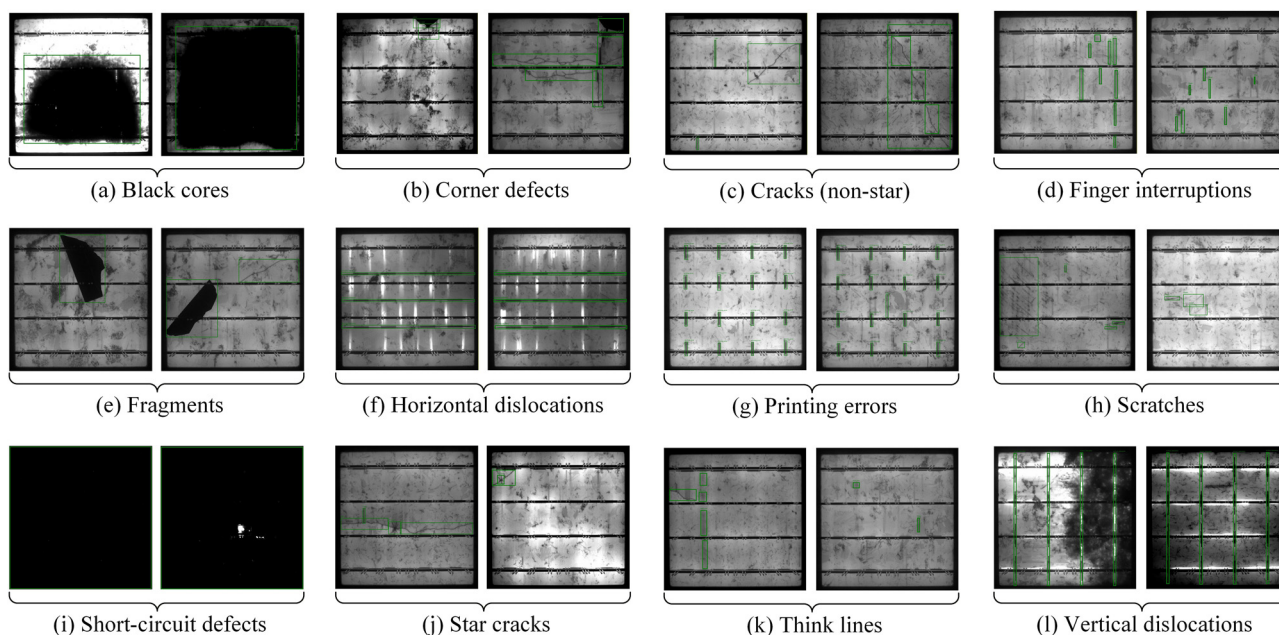 (a) Black cores
(b) Corner defects
(c) Cracks (non-star)
(d) Finger interruptions
(e) Fragments
(f) Horizontal dislocations
(g) Printing errors
(h) Scratches
(i) Short-circuit defects
(j) Star cracks
(k) Think lines
(l) Vertical dislocations